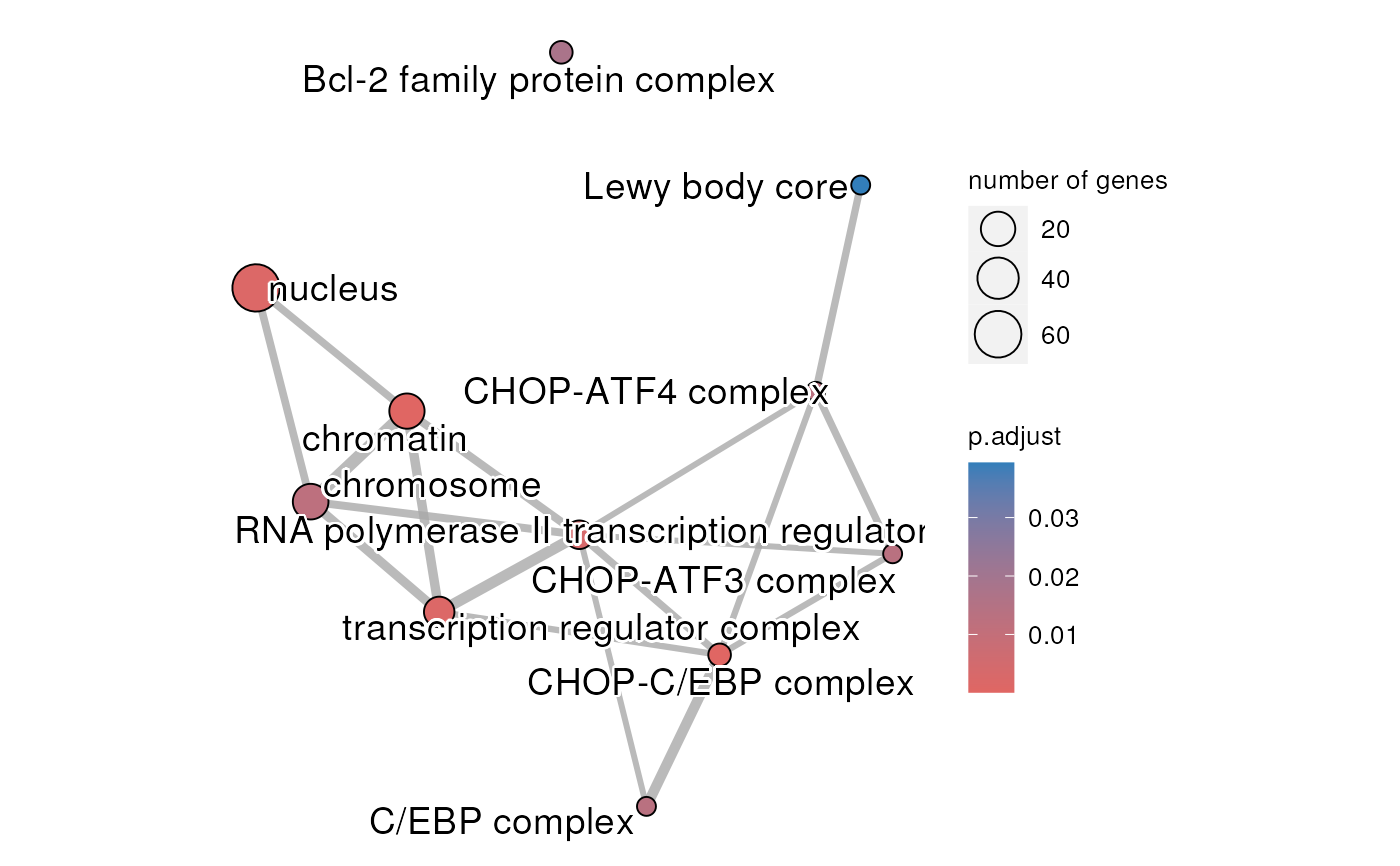 Bcl-2 family protein complex
Lewy body core
nucleus
CHOP-ATF4 complex
chromatin
chromosome
RNA polymerase II transcription regulator
CHOP-ATF3 complex
transcription regulator complex
CHOP-C/EBP complex
C/EBP complex
number of genes
20
40
60
p.adjust
0.03
0.02
0.01